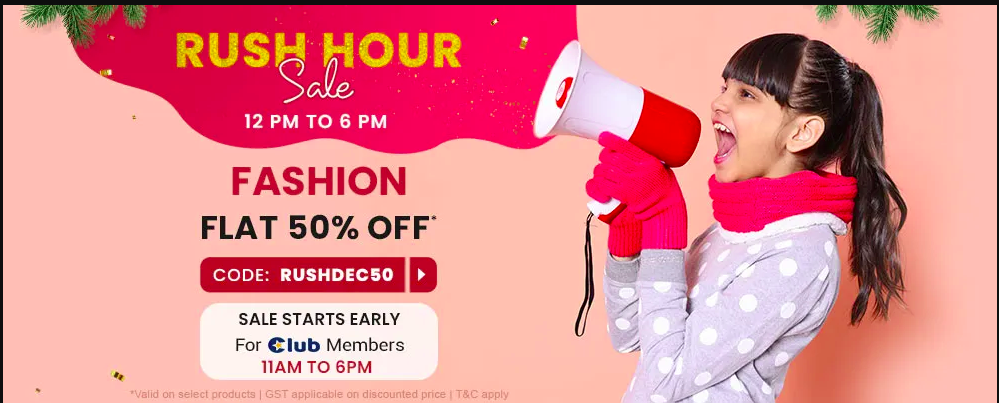 RUSH HOUR
Sale
12 PM TO 6 PM
FASHION
FLAT 50% OFF*
CODE: RUSHDEC50
SALE STARTS EARLY
For Club Members
11AM TO 6PM
*Valid on select products | GST applicable on discounted price | T&C apply